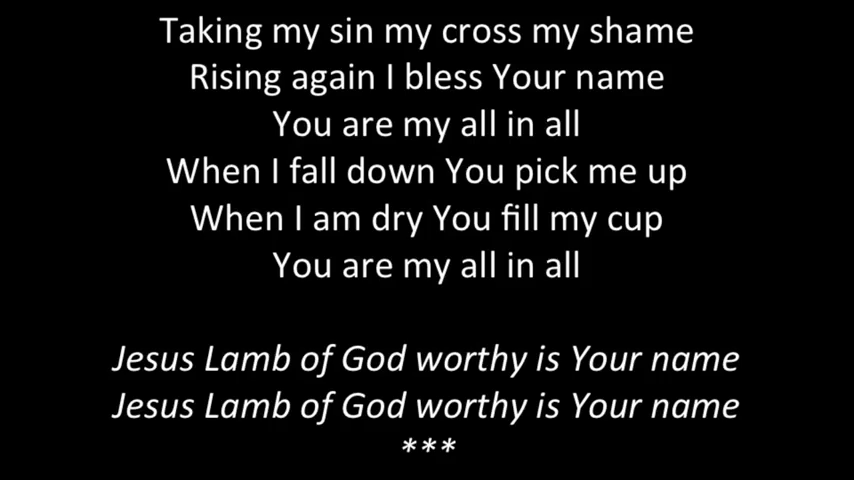 Taking my sin my cross my shame
Rising again I bless Your name
You are my all in all
When I fall down You pick me up
When I am dry You fill my cup
You are my all in all
Jesus Lamb of God worthy is Your name
Jesus Lamb of God worthy is Your name
***